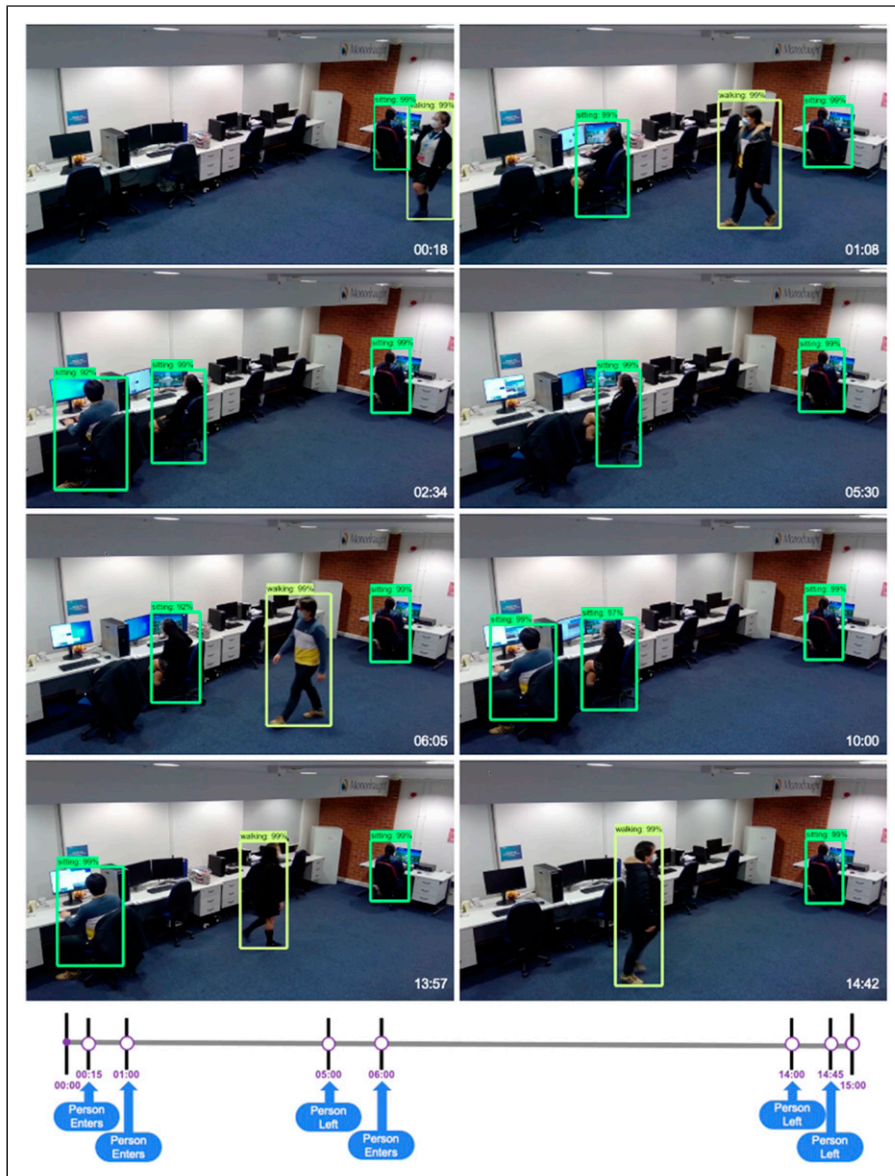 sitting: 99%
walking: 99%
00:18
walking: 99%
sitting: 99%
sitting: 99%
01:08
sitting: 92%
sitting: 99%
sitting: 99%
02:34
sitting: 99%
sitting: 99%
05:30
sitting: 92%
walking: 99%
sitting: 99%
06:05
sitting: 99%
sitting: 97%
sitting: 99%
10:00
sitting: 99%
walking: 99%
sitting: 99%
13:57
walking: 99%
sitting: 99%
14:42
00:00
00:15
01:00
05:00
06:00
14:00
14:45
15:00
Person
Enters
Person
Enters
Person
Left
Person
Enters
Person
Left
Person
Left